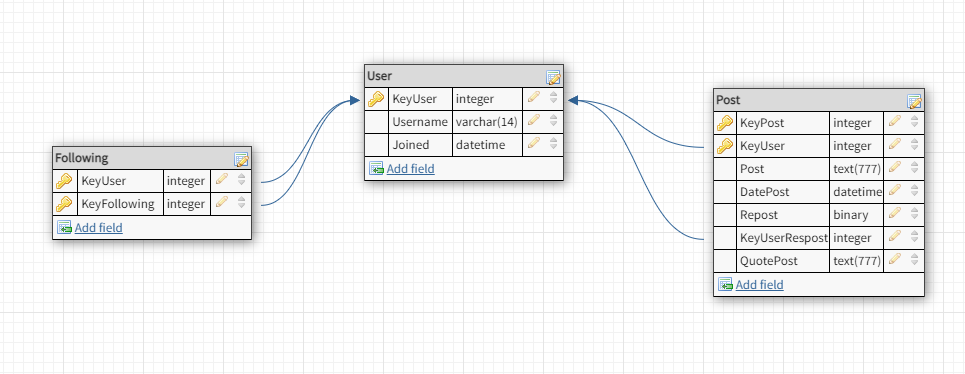 User
KeyUser integer
Username varchar(14)
Joined datetime
Add field
Following
KeyUser integer
KeyFollowing integer
Add field
Post
KeyPost integer
KeyUser integer
Post text(777)
DatePost datetime
Repost binary
KeyUserRespost integer
QuotePost text(777)
Add field